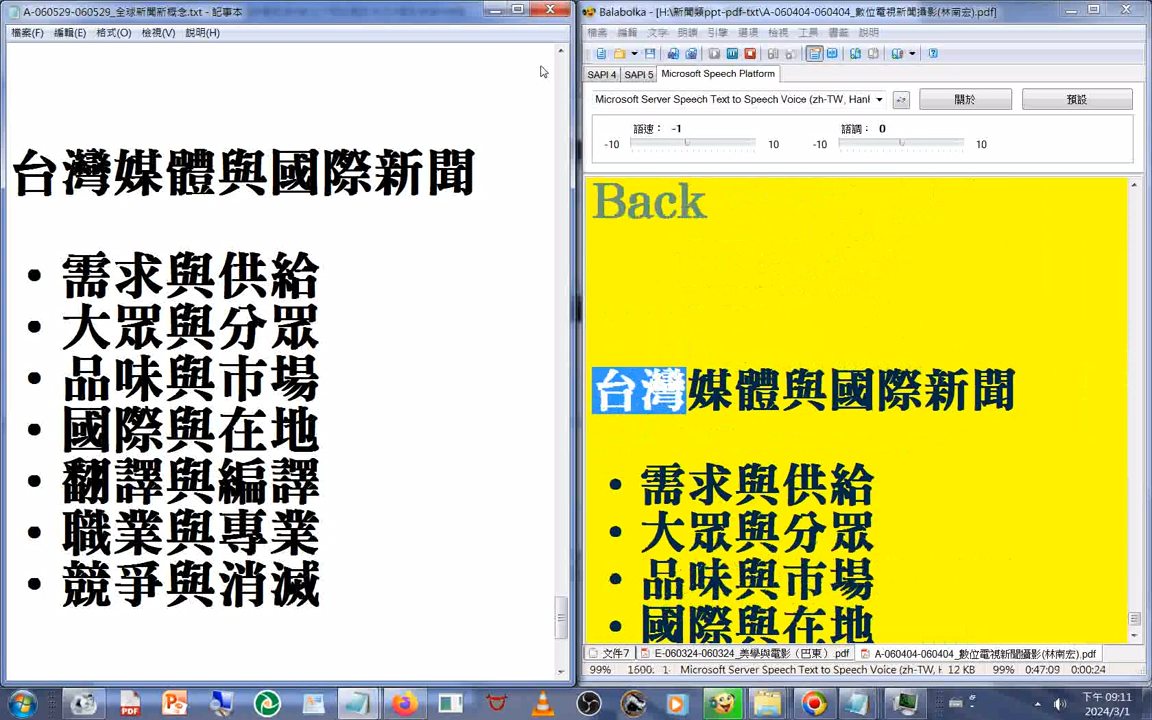 A-060529-060529_全球新聞新概念.txt - 記事本
檔案(F) 編輯(E) 格式(O) 檢視(V) 說明(H)
台灣媒體與國際新聞
• 需求與供給
• 大眾與分眾
• 品味與市場
• 國際與在地
• 翻譯與編譯
• 職業與專業
• 競爭與消滅
Balabolka - [H:\新聞類ppt-pdf-txt\A-060404-060404_數位電視新聞攝影(林南宏).pdf]
檔案 編輯 文字 朗讀 引擎 選項 檢視 工具 書籤 說明
SAPI 4 SAPI 5 Microsoft Speech Platform
Microsoft Server Speech Text to Speech Voice (zh-TW, Hanl
關於 預設
語速： -1 語調： 0
-10 10 -10 10
Back
台灣媒體與國際新聞
• 需求與供給
• 大眾與分眾
• 品味與市場
• 國際與在地
文件7 E-060324-060324_美學與電影（巴東）.pdf A-060404-060404_數位電視新聞攝影(林南宏).pdf
99% 1600: 1 Microsoft Server Speech Text to Speech Voice (zh-TW, H 12 KB 99% 0:47:09 0:00:24
下午 09:11
2024/3/1